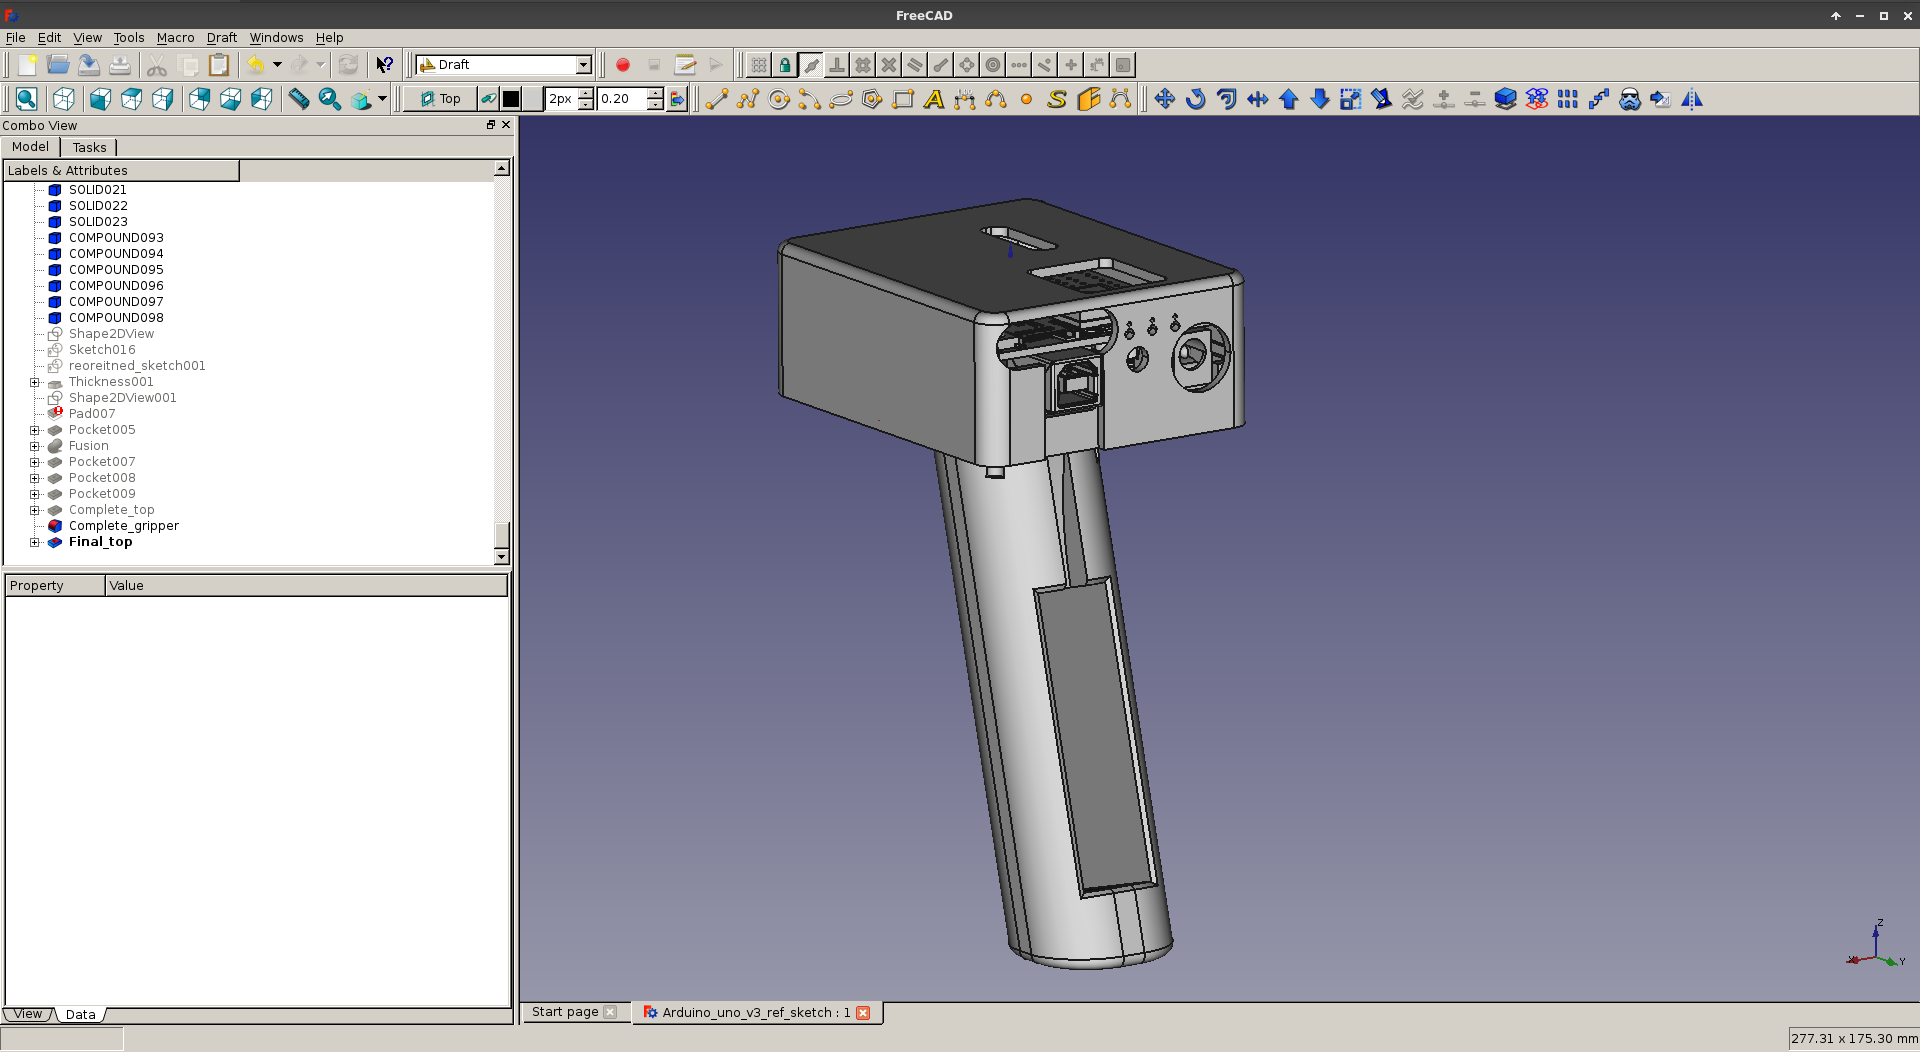 FreeCAD
File Edit View Tools Macro Draft Windows Help
Draft
Top 2px 0.20
Combo View
Model Tasks
Labels & Attributes
SOLID021
SOLID022
SOLID023
COMPOUND093
COMPOUND094
COMPOUND095
COMPOUND096
COMPOUND097
COMPOUND098
Shape2DView
Sketch016
reoreitned_sketch001
Thickness001
Shape2DView001
Pad007
Pocket005
Fusion
Pocket007
Pocket008
Pocket009
Complete_top
Complete_gripper
Final_top
Property Value
Z
X Y
View Data
Start page Arduino_uno_v3_ref_sketch : 1
277.31 x 175.30 mm